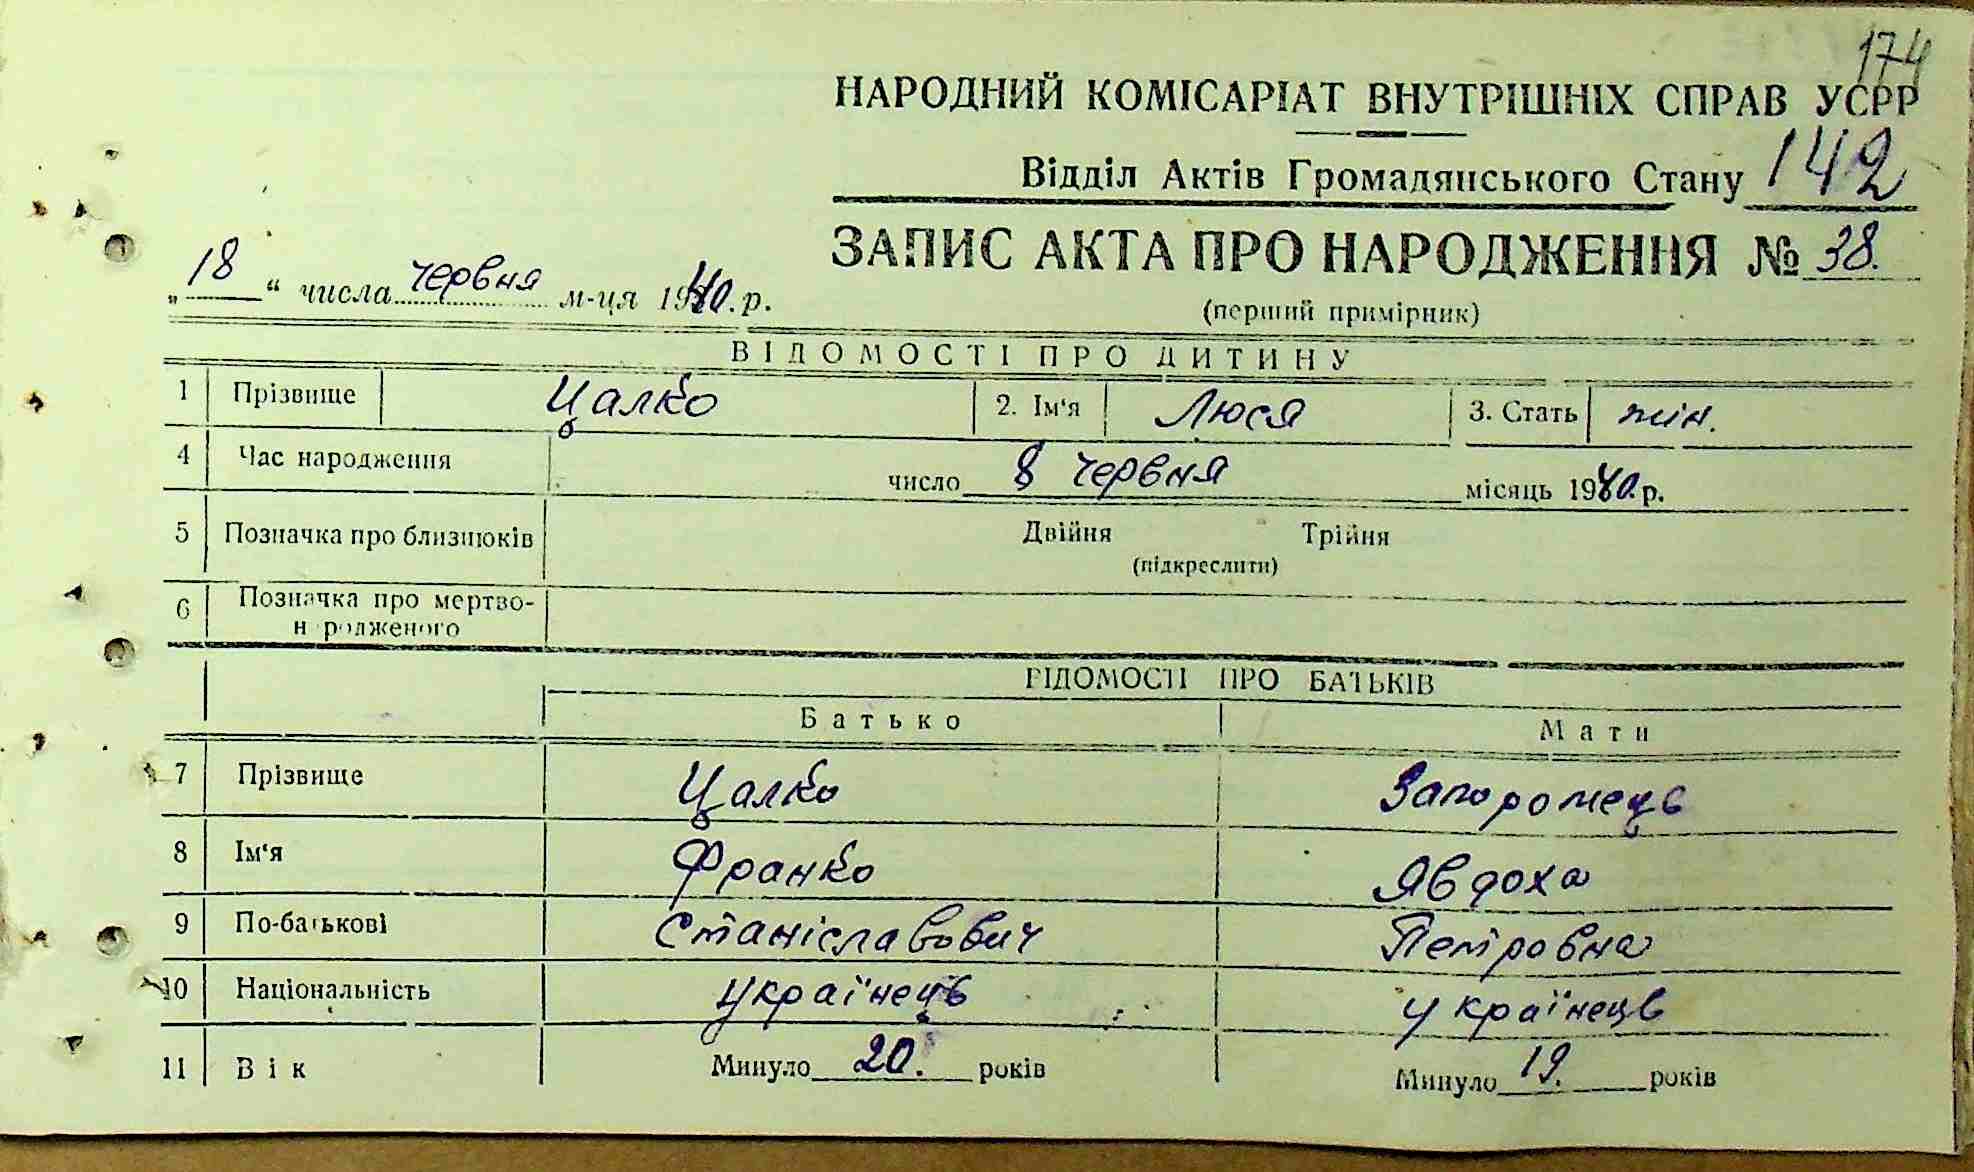 174
НАРОДНИЙ КОМІСАРІАТ ВНУТРІШНІХ СПРАВ УСРР
Відділ Актів Громадянського Стану 142
ЗАПИС АКТА ПРО НАРОДЖЕННЯ № 38.
„18“ числа червня м-ця 1940. р.
(перший примірник)
ВІДОМОСТІ ПРО ДИТИНУ
1 Прізвище Цалко 2. Ім'я Люся 3. Стать жін.
4 Час народження число 8 червня місяць 1940. р.
5 Позначка про близнюків Двійня Трійня
(підкреслити)
6 Позначка про мертво-
народженого
ВІДОМОСТІ ПРО БАТЬКІВ
Батько Мати
7 Прізвище Цалко Запорожець
8 Ім'я Франко Явдоха
9 По-батькові Станіславович Петровна
10 Національність українець українець
11 Вік Минуло 20. років Минуло 19. років